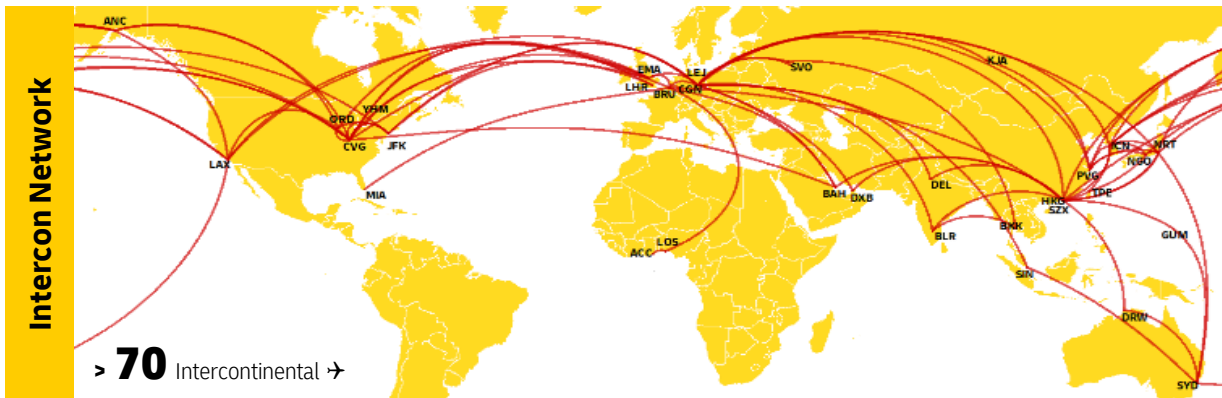 Intercon Network
ANC
LAX
ORD
YHM
CVG
JFK
MIA
EMA
LHR
BRU
CGN
LEJ
SVO
KJA
ACC
LOS
BAH
DXB
DEL
BLR
BKK
SIN
HKG
SZX
PVG
TPE
ICN
NGO
NRT
GUM
DRW
SYD
> 70 Intercontinental ✈